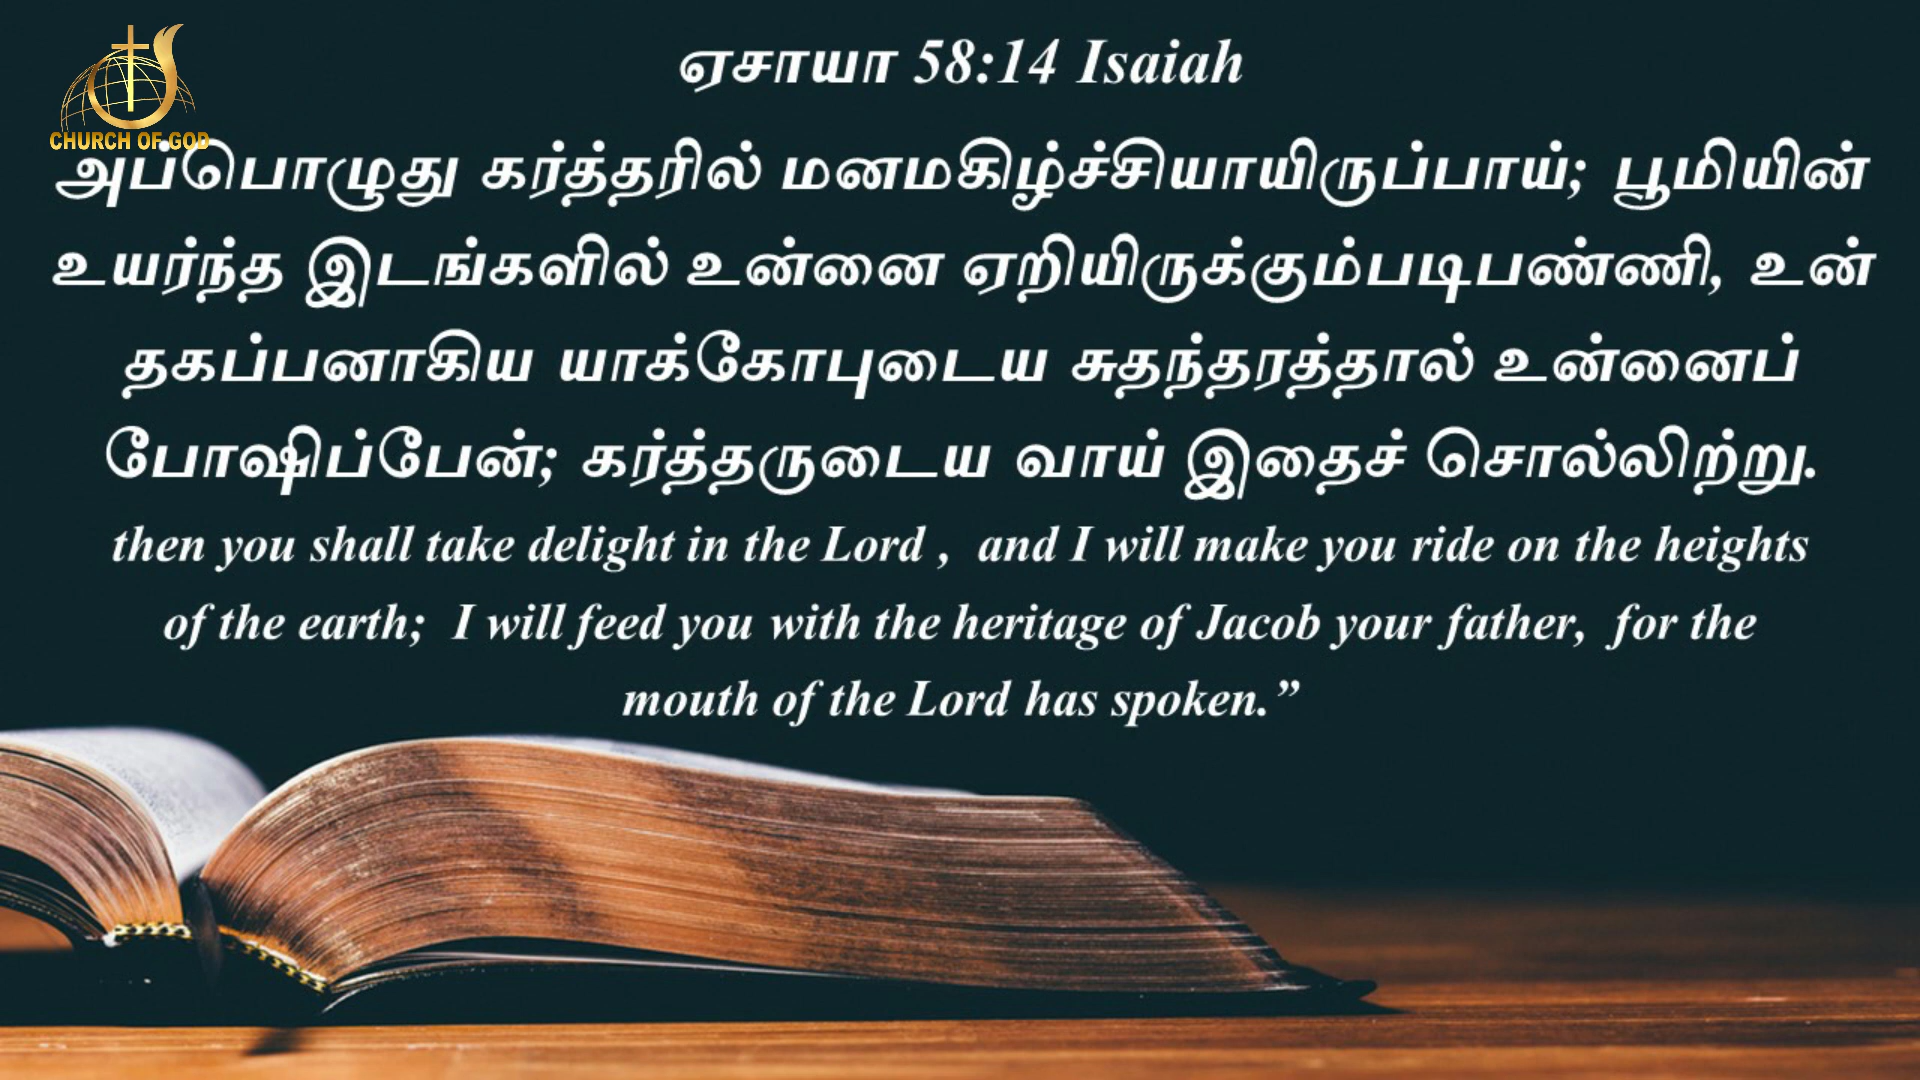 CHURCH OF GOD
ஏசாயா 58:14 Isaiah
அப்பொழுது கர்த்தரில் மனமகிழ்ச்சியாயிருப்பாய்; பூமியின்
உயர்ந்த இடங்களில் உன்னை ஏறியிருக்கும்படிபண்ணி, உன்
தகப்பனாகிய யாக்கோபுடைய சுதந்தரத்தால் உன்னைப்
போஷிப்பேன்; கர்த்தருடைய வாய் இதைச் சொல்லிற்று.
then you shall take delight in the Lord , and I will make you ride on the heights
of the earth; I will feed you with the heritage of Jacob your father, for the
mouth of the Lord has spoken.”